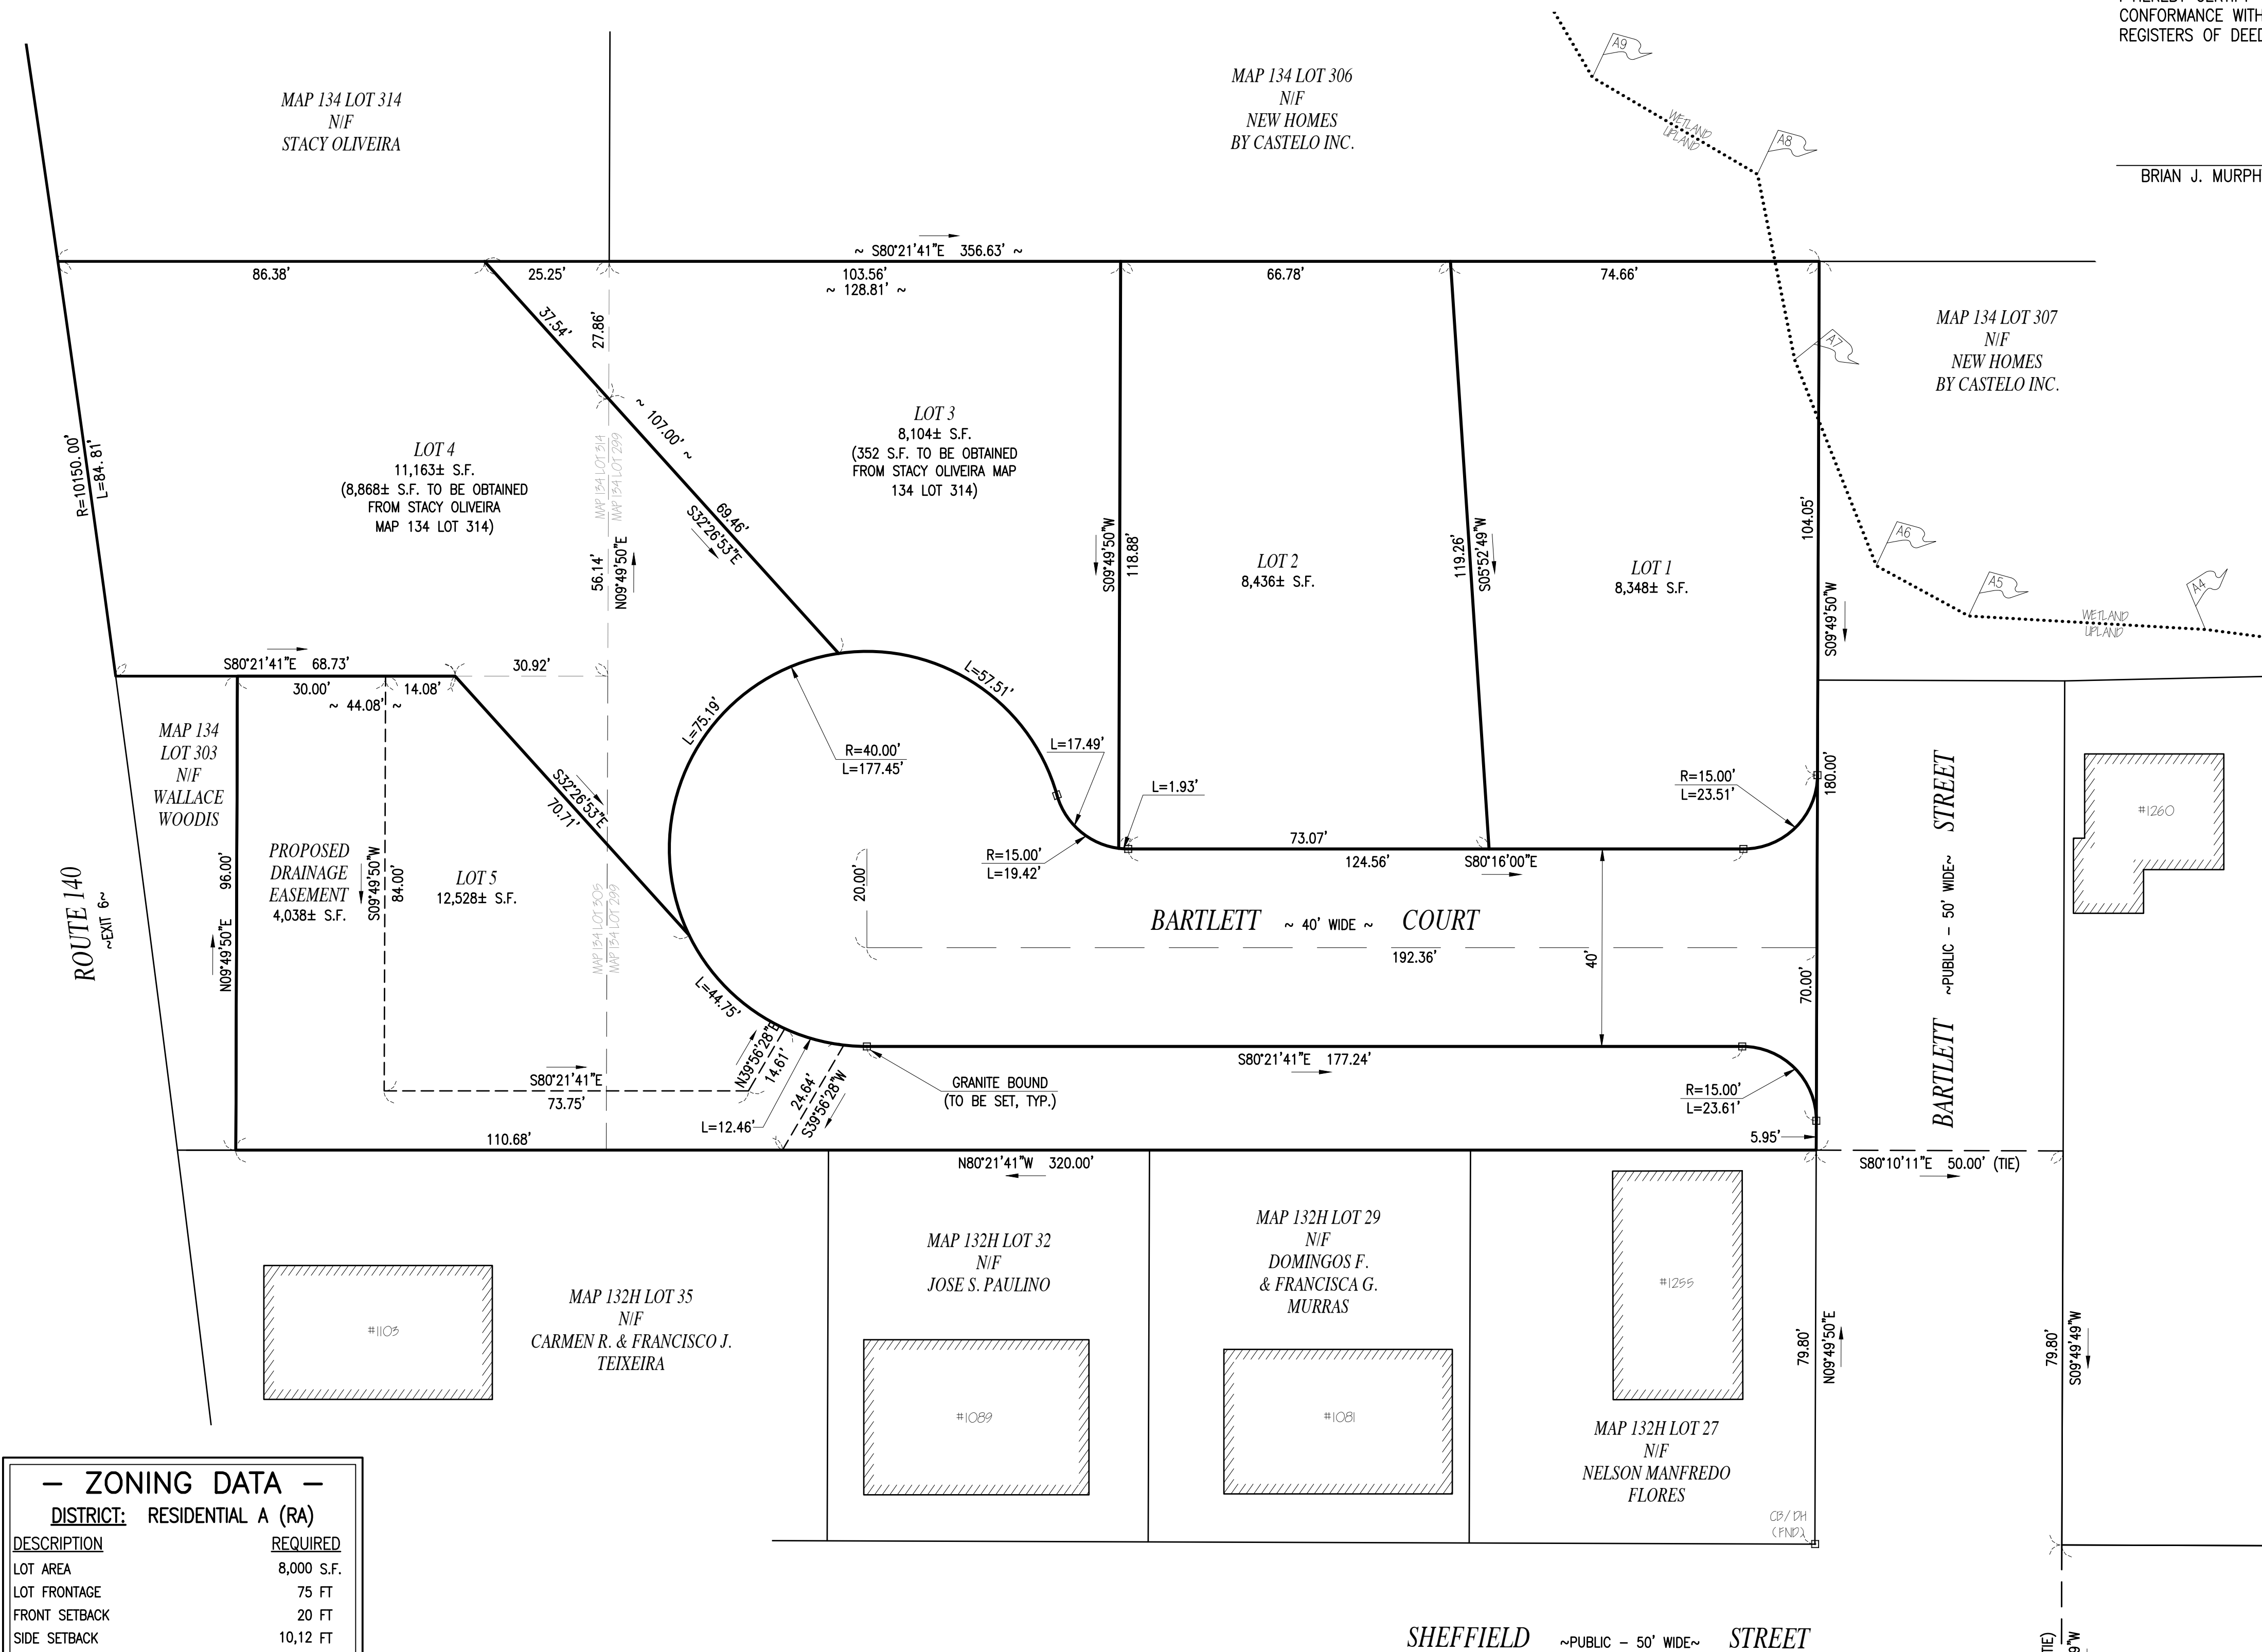 CONFORMANCE WITH
REGISTERS OF DEED
BRIAN J. MURPH
MAP 134 LOT 314
N/F
STACY OLIVEIRA
MAP 134 LOT 306
N/F
NEW HOMES
BY CASTELO INC.
A9
WETLAND
UPLAND
A8
~ S80°21'41"E 356.63' ~
86.38'
25.25'
103.56'
~ 128.81' ~
66.78'
74.66'
MAP 134 LOT 307
N/F
NEW HOMES
BY CASTELO INC.
A7
37.54'
27.86'
~ 107.00' ~
LOT 3
8,104± S.F.
(352 S.F. TO BE OBTAINED
FROM STACY OLIVEIRA MAP
134 LOT 314)
R=10150.00'
L=84.81'
LOT 4
11,163± S.F.
(8,868± S.F. TO BE OBTAINED
FROM STACY OLIVEIRA
MAP 134 LOT 314)
MAP 134 LOT 314
MAP 134 LOT 299
69.46'
S32°26'53"E
56.14'
N09°49'50"E
S09°49'50"W
118.88'
LOT 2
8,436± S.F.
119.26'
S05°52'49"W
LOT 1
8,348± S.F.
104.05'
S09°49'50"W
A6
A5
A4
WETLAND
UPLAND
S80°21'41"E 68.73'
30.92'
30.00'
14.08'
~ 44.08' ~
L=57.51'
L=75.19'
R=40.00'
L=177.45'
L=17.49'
L=1.93'
R=15.00'
L=23.51'
180.00'
MAP 134
LOT 303
N/F
WALLACE
WOODIS
S32°26'53"E
70.71'
#1260
BARTLETT ~PUBLIC - 50' WIDE~ STREET
ROUTE 140
~EXIT 6~
96.00'
N09°49'50"E
PROPOSED
DRAINAGE
EASEMENT
4,038± S.F.
S09°49'50"W
84.00'
LOT 5
12,528± S.F.
MAP 134 LOT 305
MAP 134 LOT 299
20.00'
R=15.00'
L=19.42'
73.07'
124.56'
S80°16'00"E
BARTLETT ~ 40' WIDE ~ COURT
192.36'
40'
70.00'
L=44.75'
S80°21'41"E
73.75'
N39°56'28"E
14.61'
24.64'
S39°56'28"W
L=12.46'
GRANITE BOUND
(TO BE SET, TYP.)
S80°21'41"E 177.24'
R=15.00'
L=23.61'
5.95'
110.68'
N80°21'41"W 320.00'
S80°10'11"E 50.00' (TIE)
MAP 132H LOT 35
N/F
CARMEN R. & FRANCISCO J.
TEIXEIRA
#1103
MAP 132H LOT 32
N/F
JOSE S. PAULINO
#1089
MAP 132H LOT 29
N/F
DOMINGOS F.
& FRANCISCA G.
MURRAS
#1081
#1255
MAP 132H LOT 27
N/F
NELSON MANFREDO
FLORES
79.80'
N09°49'50"E
79.80'
S09°49'49"W
CB/DH
(FND)
— ZONING DATA —
DISTRICT: RESIDENTIAL A (RA)
DESCRIPTION REQUIRED
LOT AREA 8,000 S.F.
LOT FRONTAGE 75 FT
FRONT SETBACK 20 FT
SIDE SETBACK 10,12 FT
SHEFFIELD ~PUBLIC - 50' WIDE~ STREET